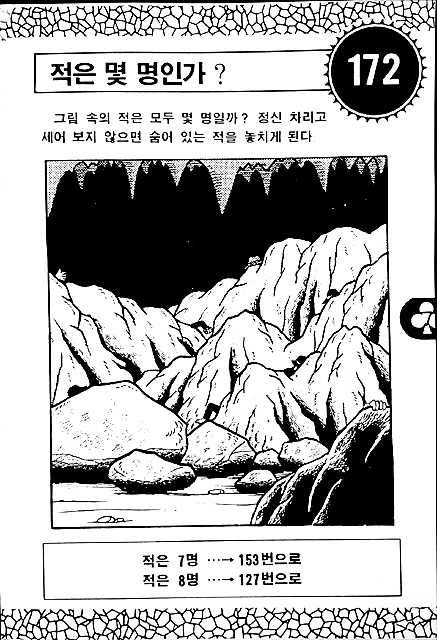 172
적은 몇 명인가?
그림 속의 적은 모두 몇 명일까? 정신 차리고
세어 보지 않으면 숨어 있는 적을 놓치게 된다
적은 7명 …→ 153번으로
적은 8명 …→ 127번으로